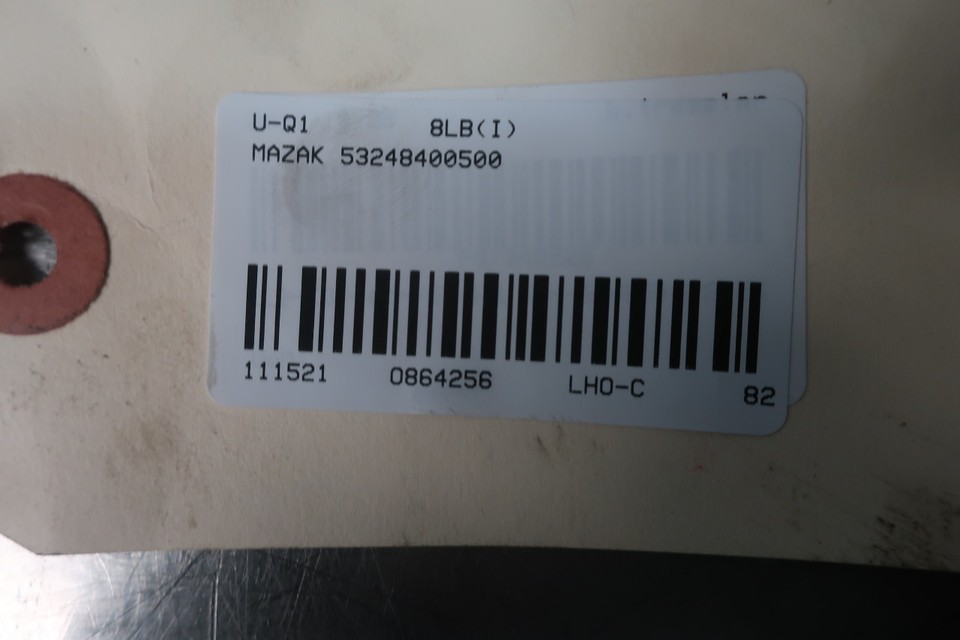 U-Q1 8LB(I)
MAZAK 53248400500
111521 0864256 LHO-C 82